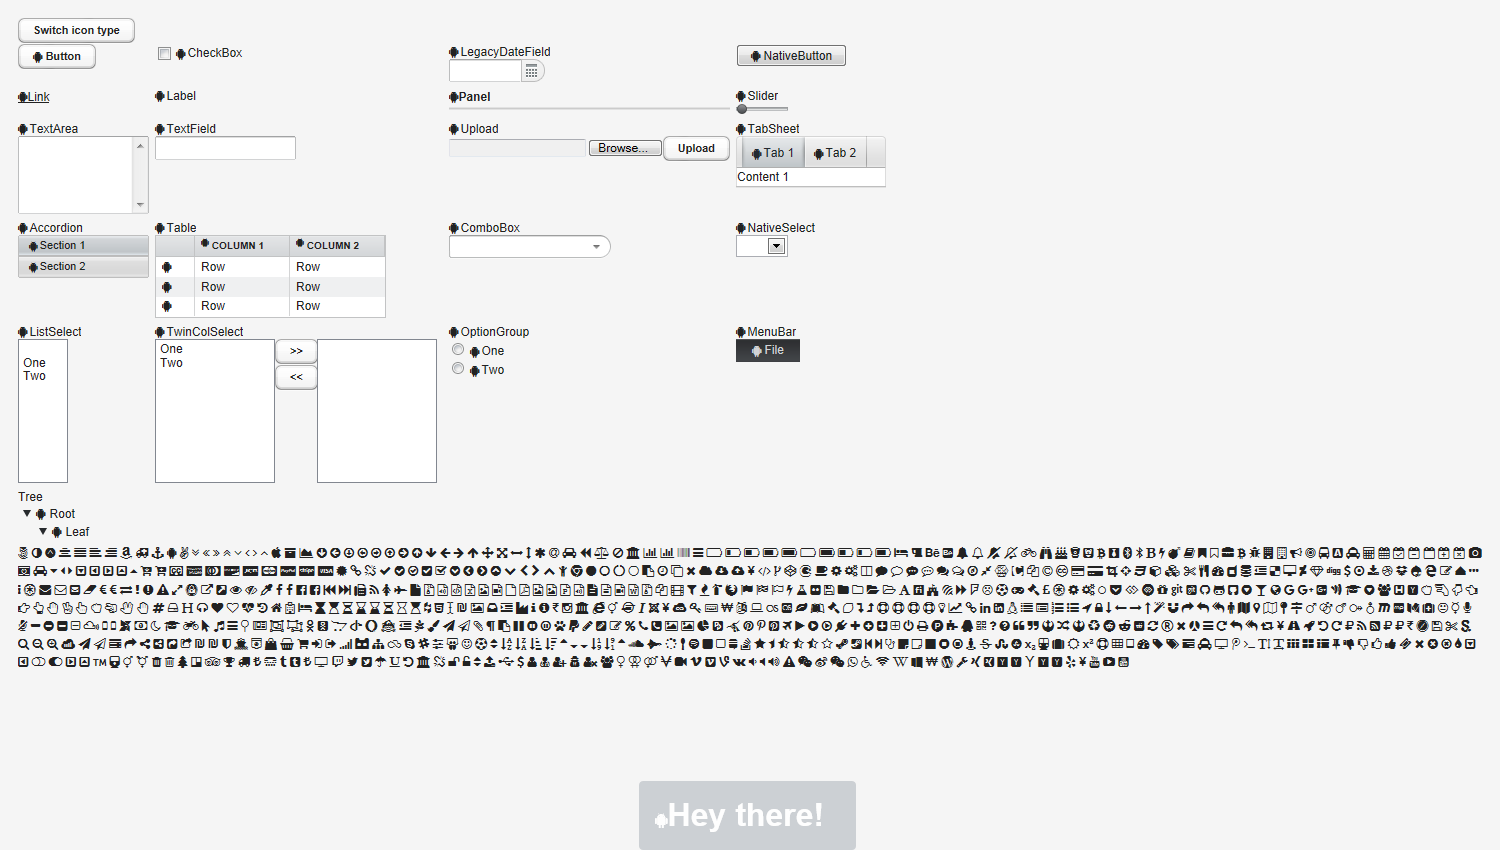 Switch icon type
Button
CheckBox
LegacyDateField
NativeButton
Link
Label
Panel
Slider
TextArea
TextField
Upload
Browse...
Upload
TabSheet
Tab 1
Tab 2
Content 1
Accordion
Section 1
Section 2
Table
COLUMN 1
COLUMN 2
Row
Row
Row
Row
Row
Row
ComboBox
NativeSelect
ListSelect
One
Two
TwinColSelect
One
Two
>>
<<
OptionGroup
One
Two
MenuBar
File
Tree
Root
Leaf
Hey there!